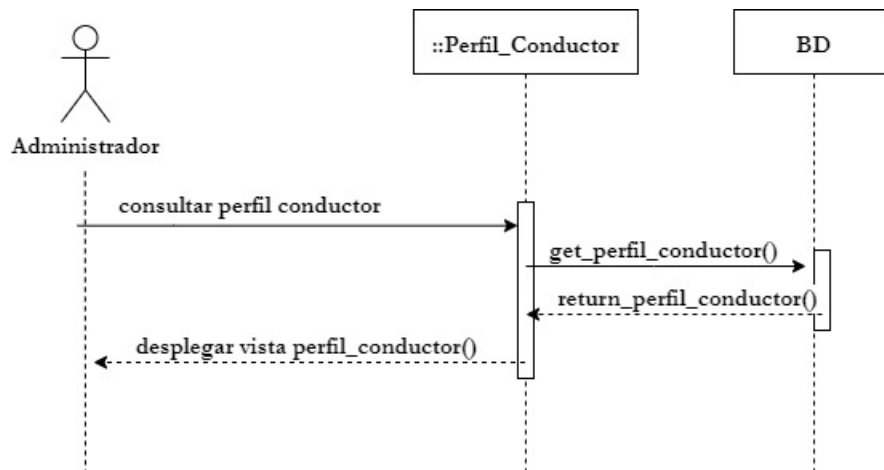 ::Perfil_Conductor
BD
Administrador
consultar perfil conductor
get_perfil_conductor()
return_perfil_conductor()
desplegar vista perfil_conductor()